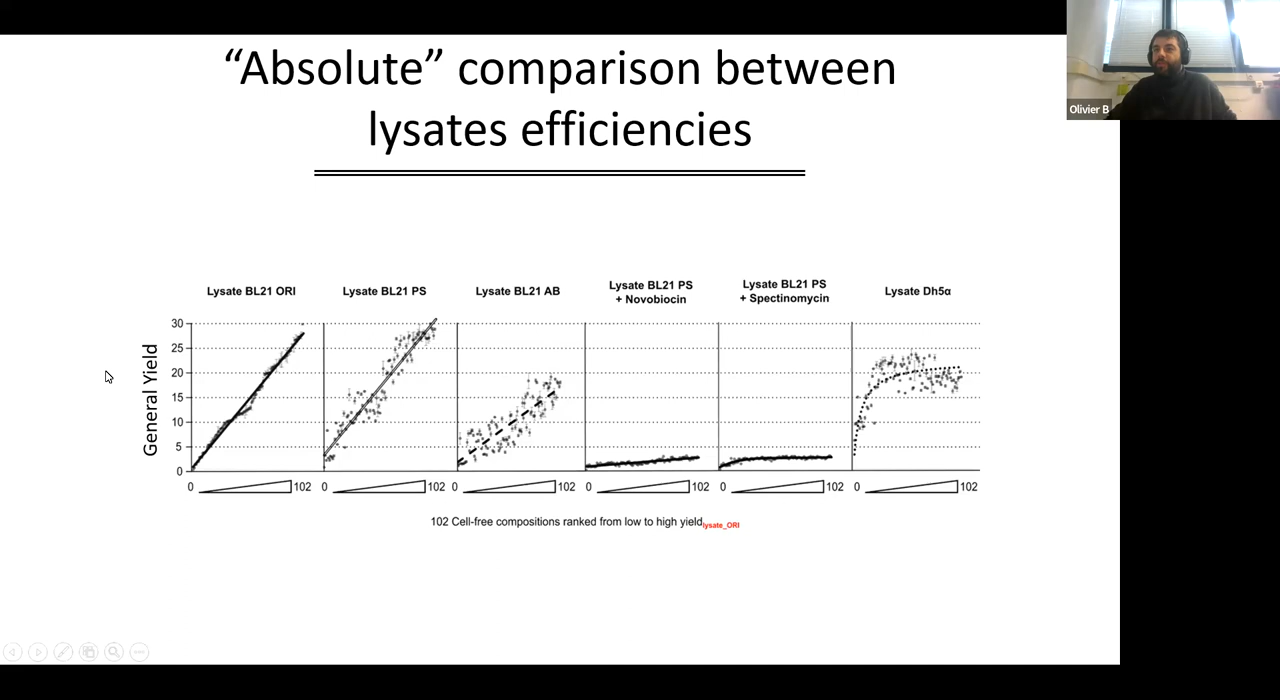 “Absolute” comparison between
lysates efficiencies
Olivier B
Lysate BL21 ORI
Lysate BL21 PS
Lysate BL21 AB
Lysate BL21 PS
+ Novobiocin
Lysate BL21 PS
+ Spectinomycin
Lysate Dh5α
General Yield
30
25
20
15
10
5
0
0 102
0 102
0 102
0 102
0 102
0 102
102 Cell-free compositions ranked from low to high yield lysate_ORI